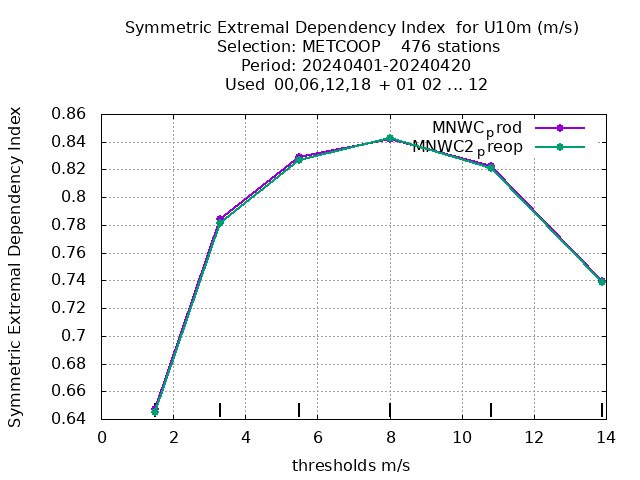 Symmetric Extremal Dependency Index  for U10m (m/s)
Selection: METCOOP    476 stations
Period: 20240401-20240420
Used  00,06,12,18  + 01 02 ... 12
Symmetric Extremal Dependency Index
0.86
0.84
0.82
0.8
0.78
0.76
0.74
0.72
0.7
0.68
0.66
0.64
MNWCprod
MNWC2preop
0 2 4 6 8 10 12 14
thresholds m/s